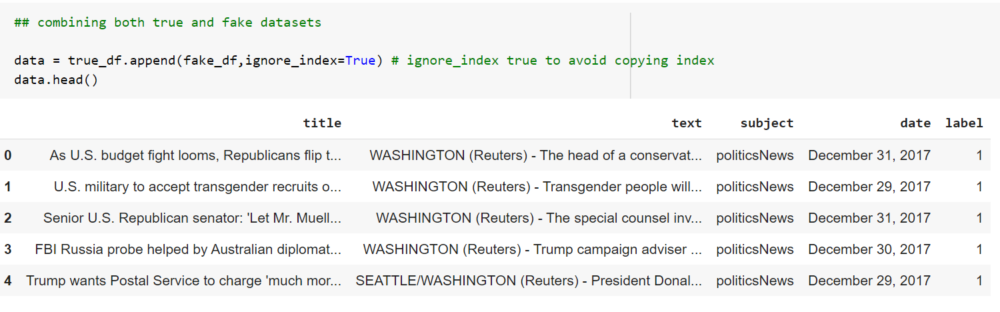 ## combining both true and fake datasets
data = true_df.append(fake_df,ignore_index=True) # ignore_index true to avoid copying index
data.head()
title text subject date label
0 As U.S. budget fight looms, Republicans flip t... WASHINGTON (Reuters) - The head of a conservat... politicsNews December 31, 2017 1
1 U.S. military to accept transgender recruits o... WASHINGTON (Reuters) - Transgender people will... politicsNews December 29, 2017 1
2 Senior U.S. Republican senator: 'Let Mr. Muell... WASHINGTON (Reuters) - The special counsel inv... politicsNews December 31, 2017 1
3 FBI Russia probe helped by Australian diplomat... WASHINGTON (Reuters) - Trump campaign adviser ... politicsNews December 30, 2017 1
4 Trump wants Postal Service to charge 'much mor... SEATTLE/WASHINGTON (Reuters) - President Donal... politicsNews December 29, 2017 1